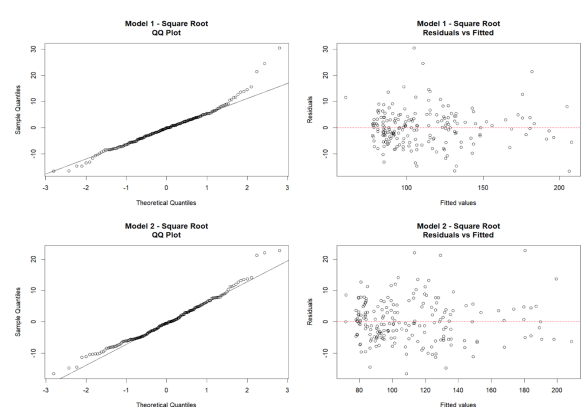 Model 1 - Square Root
QQ Plot
Sample Quantiles
30
20
10
0
-10
-3
-2
-1
0
1
2
3
Theoretical Quantiles
Model 1 - Square Root
Residuals vs Fitted
Residuals
30
20
10
0
-10
100
150
200
Fitted values
Model 2 - Square Root
QQ Plot
Sample Quantiles
20
10
0
-10
-3
-2
-1
0
1
2
3
Theoretical Quantiles
Model 2 - Square Root
Residuals vs Fitted
Residuals
20
10
0
-10
80
100
120
140
160
180
200
Fitted values